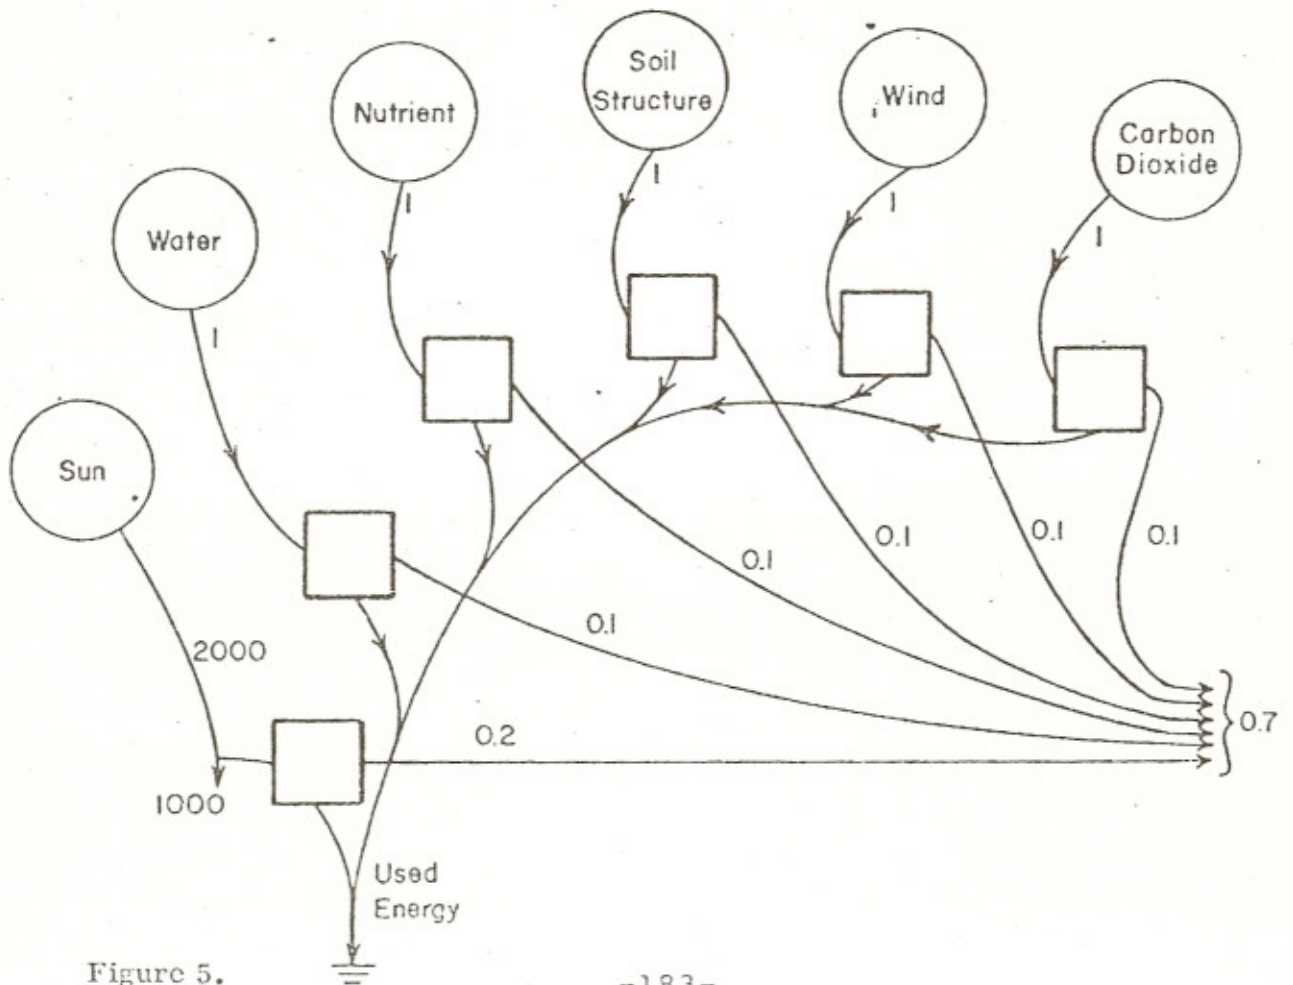 Soil
Structure
Wind
Nutrient
Carbon
Dioxide
1
1
1
1
Water
1
Sun
0.1
0.1
0.1
0.1
0.1
2000
0.2
0.7
1000
Used
Energy
Figure 5.
-183-